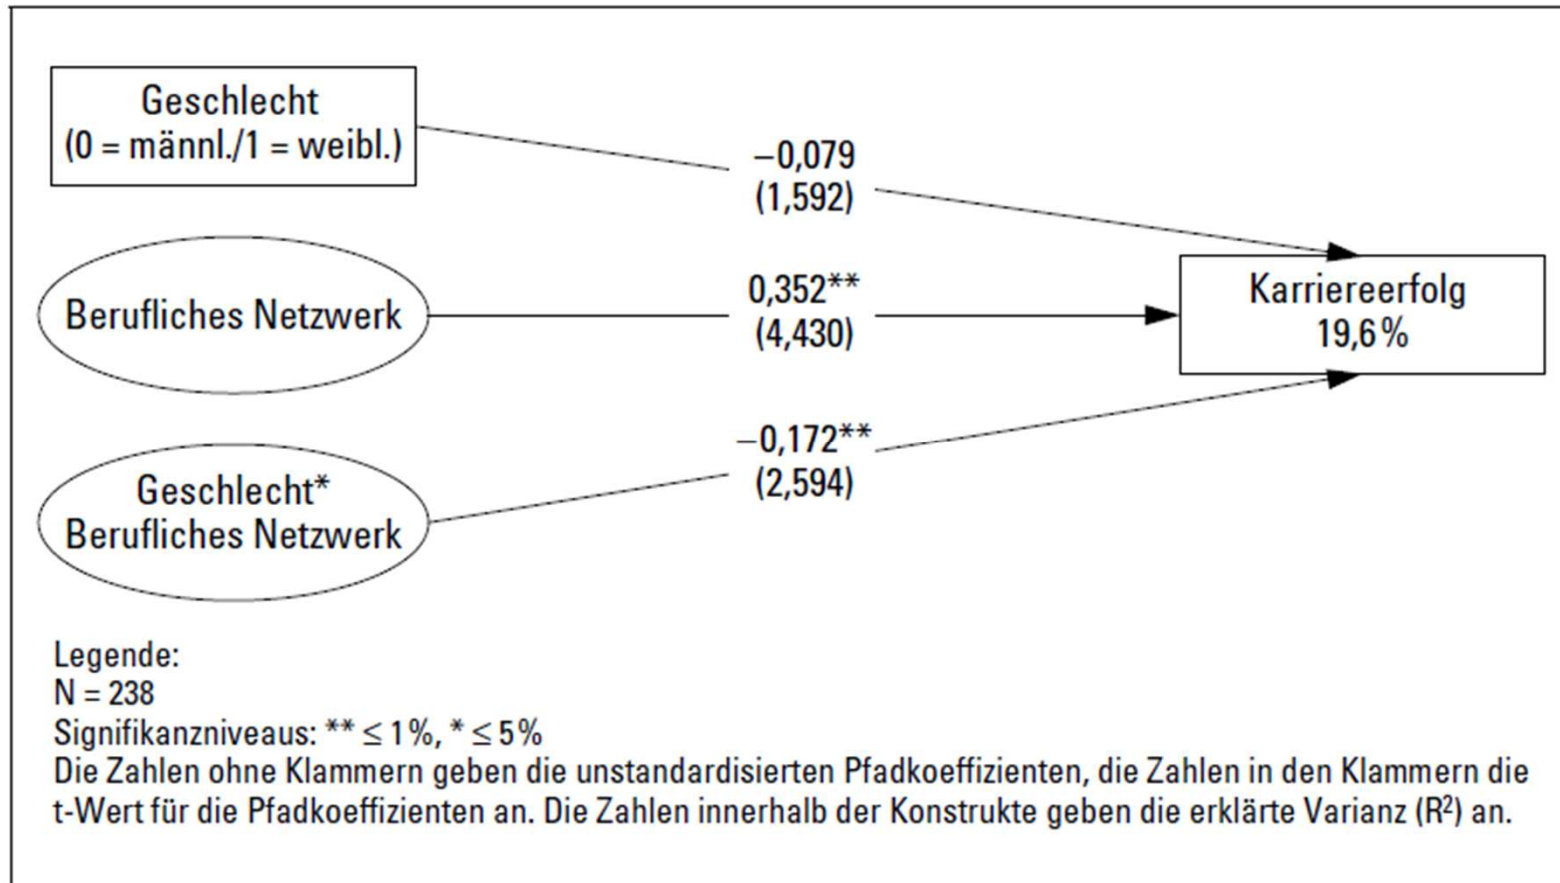 Geschlecht
(0 = männl./1 = weibl.)
−0,079
(1,592)
Berufliches Netzwerk
0,352**
(4,430)
Karriereerfolg
19,6 %
Geschlecht*
Berufliches Netzwerk
−0,172**
(2,594)
Legende:
N = 238
Signifikanzniveaus: ** ≤ 1 %, * ≤ 5 %
Die Zahlen ohne Klammern geben die unstandardisierten Pfadkoeffizienten, die Zahlen in den Klammern die
t-Wert für die Pfadkoeffizienten an. Die Zahlen innerhalb der Konstrukte geben die erklärte Varianz (R²) an.